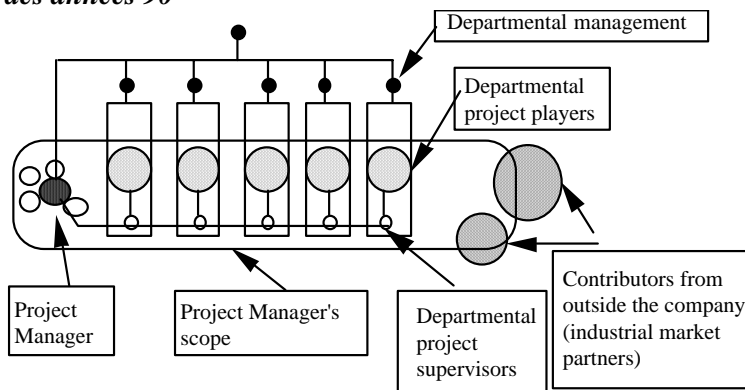 des années 90
Departmental management
Departmental
project players
Project
Manager
Project Manager's
scope
Departmental
project
supervisors
Contributors from
outside the company
(industrial market
partners)